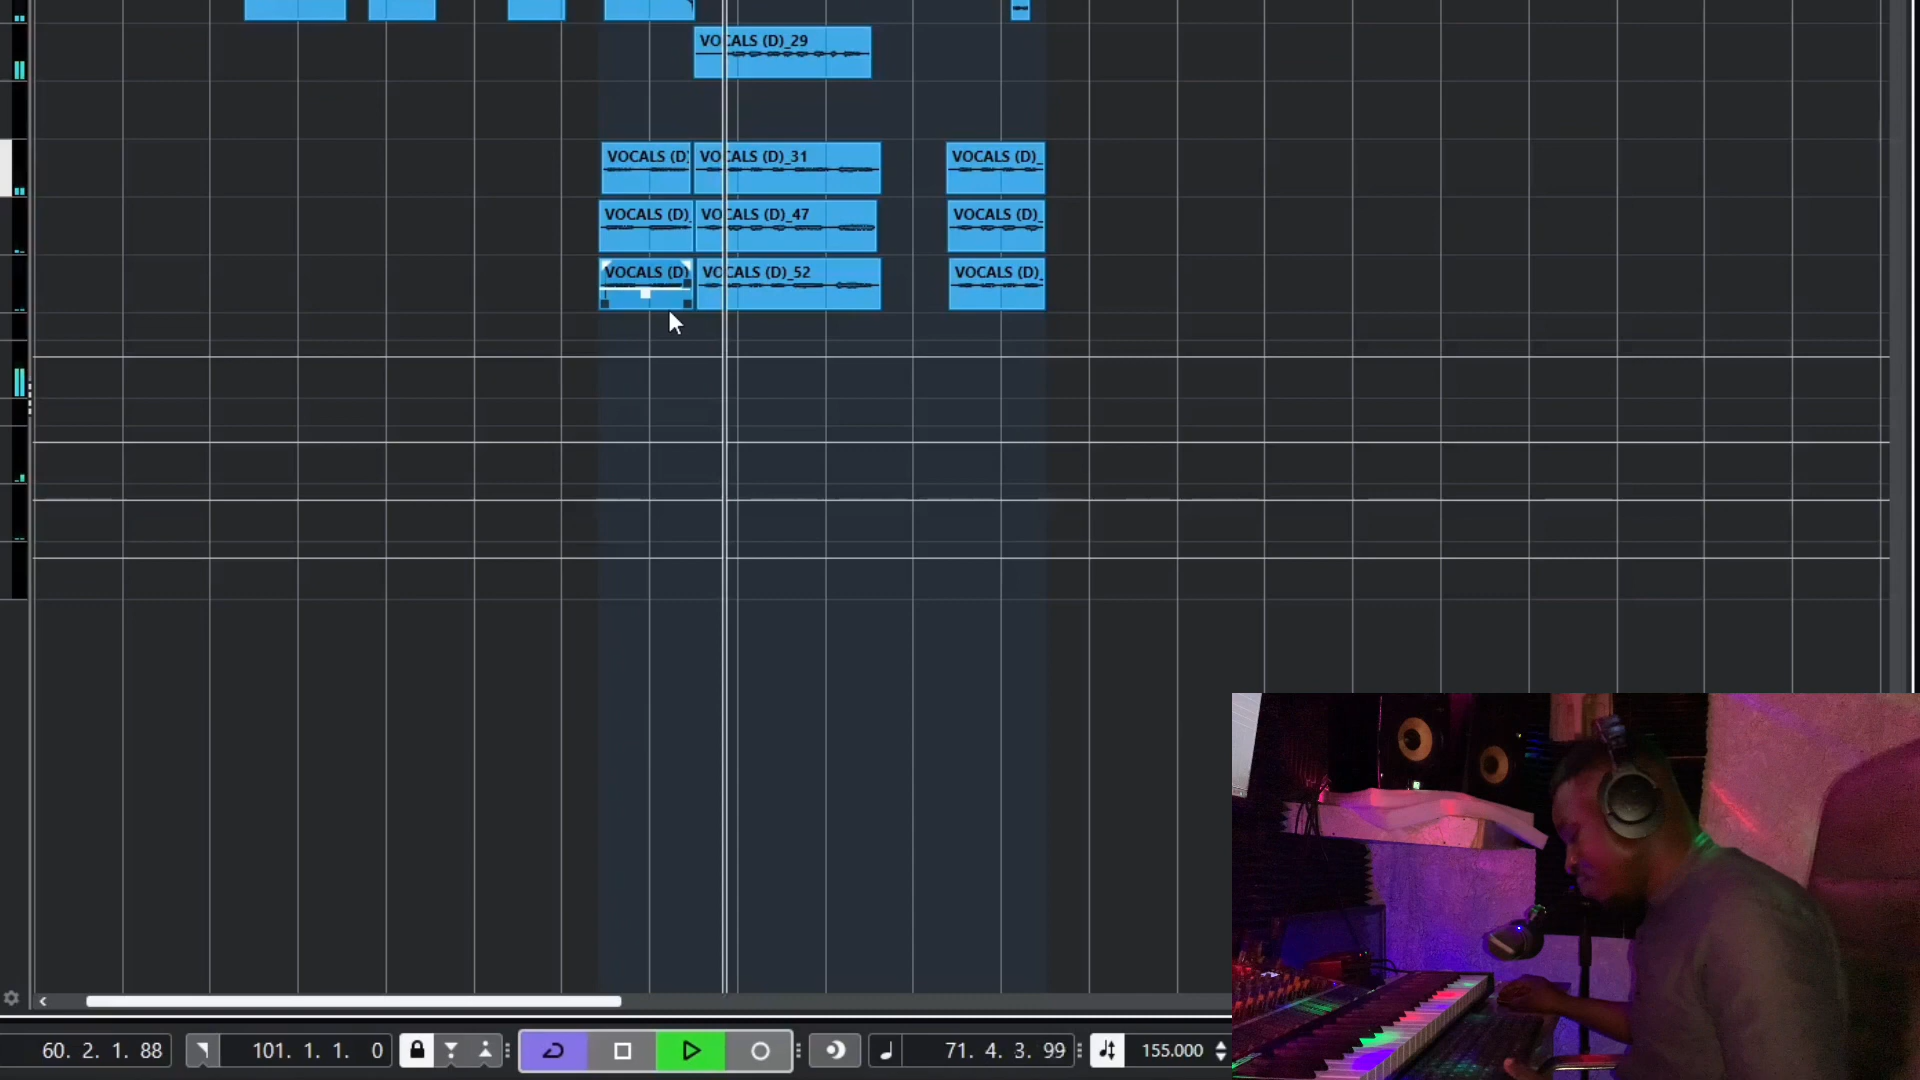 VOCALS (D)_29
VOCALS (D) VOCALS (D)_31 VOCALS (D)_
VOCALS (D)_ VOCALS (D)_47 VOCALS (D)_
VOCALS (D) VOCALS (D)_52 VOCALS (D)_
60. 2. 1. 88 101. 1. 1. 0 71. 4. 3. 99 155.000